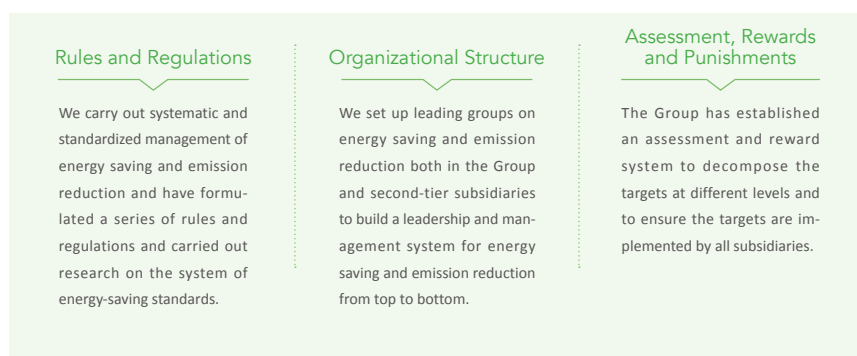 Rules and Regulations
We carry out systematic and
standardized management of
energy saving and emission
reduction and have formu-
lated a series of rules and
regulations and carried out
research on the system of
energy-saving standards.
Organizational Structure
We set up leading groups on
energy saving and emission
reduction both in the Group
and second-tier subsidiaries
to build a leadership and man-
agement system for energy
saving and emission reduction
from top to bottom.
Assessment, Rewards
and Punishments
The Group has established
an assessment and reward
system to decompose the
targets at different levels and
to ensure the targets are im-
plemented by all subsidiaries.